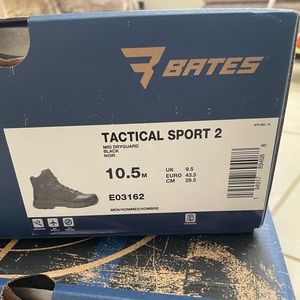 BATES
TACTICAL SPORT 2
MID DRYGUARD
BLACK
NOIR
10.5 M
UK 9.5
EURO 43.5
CM 29.5
E03162
MEN/HOMMES/HOMBRE